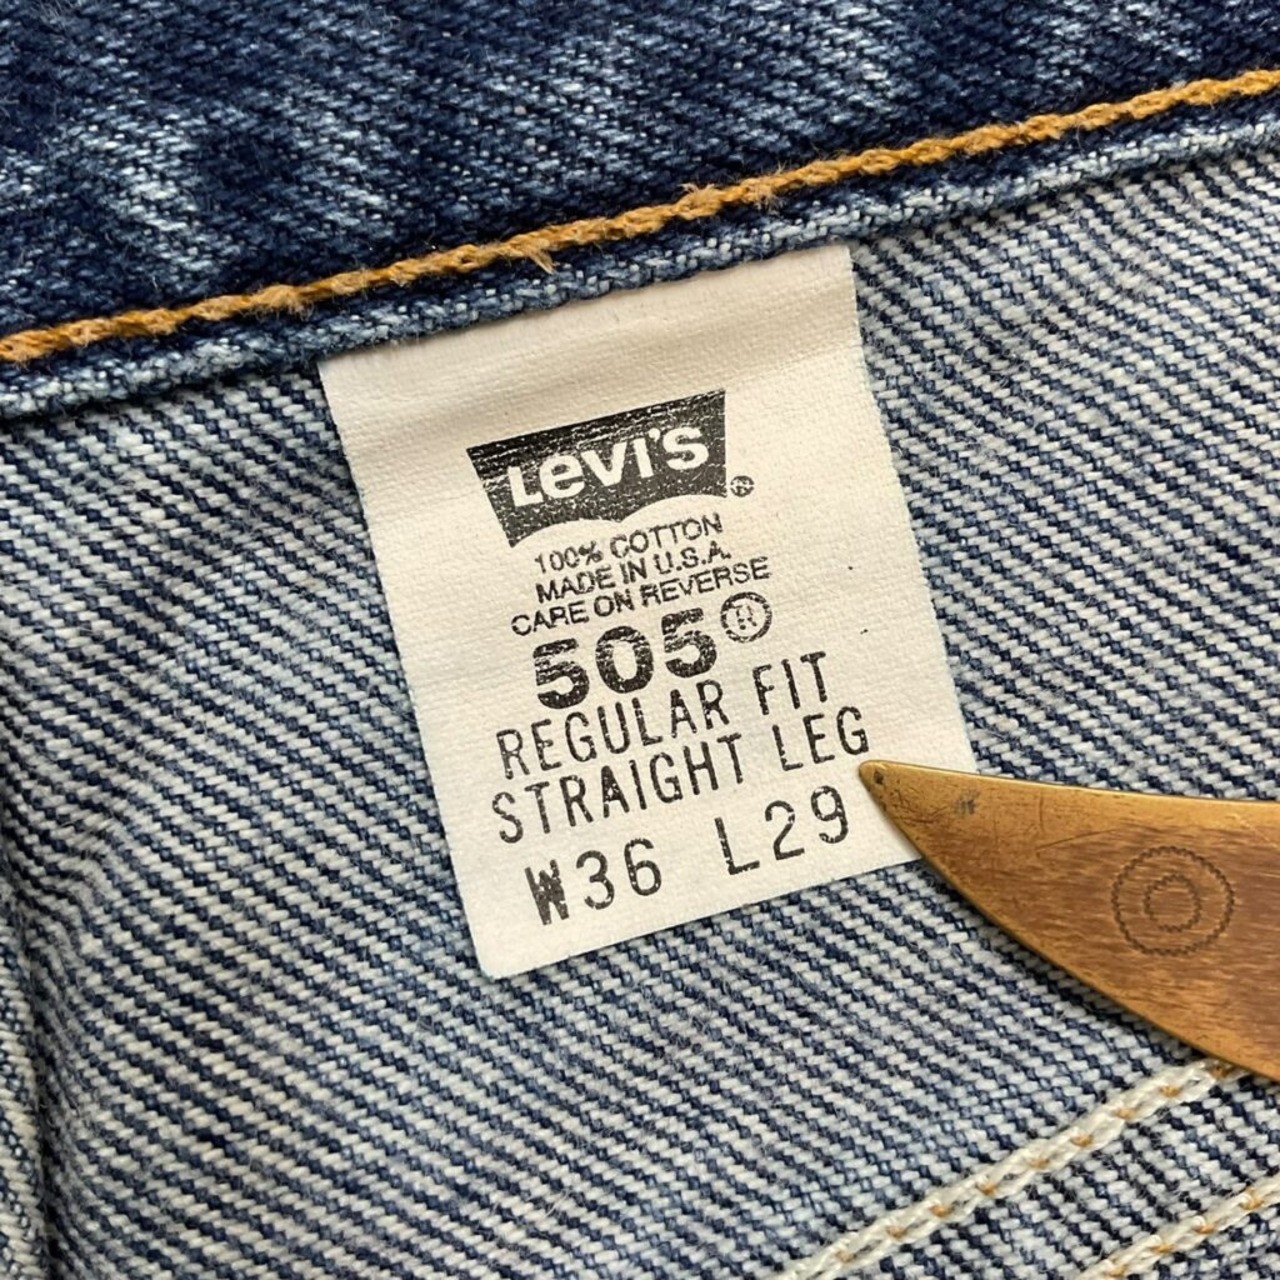 Levi's ®
100% COTTON
MADE IN U.S.A.
CARE ON REVERSE
505®
REGULAR FIT
STRAIGHT LEG
W36 L29